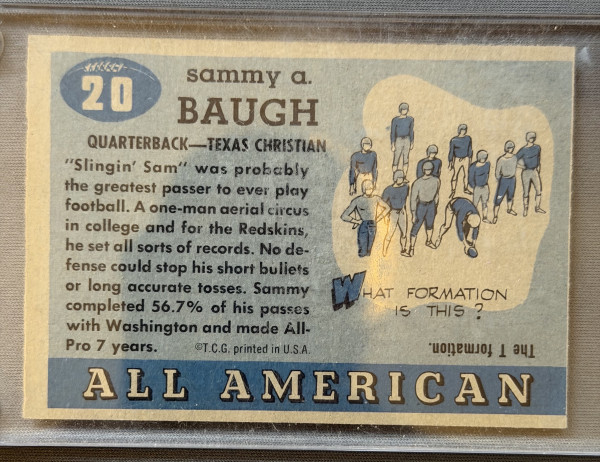 20
sammy a.
BAUGH
QUARTERBACK—TEXAS CHRISTIAN
"Slingin' Sam" was probably
the greatest passer to ever play
football. A one-man aerial circus
in college and for the Redskins,
he set all sorts of records. No de-
fense could stop his short bullets
or long accurate tosses. Sammy
completed 56.7% of his passes
with Washington and made All-
Pro 7 years.
©T.C.G. printed in U.S.A.
WHAT FORMATION
IS THIS?
The T formation.
ALL AMERICAN